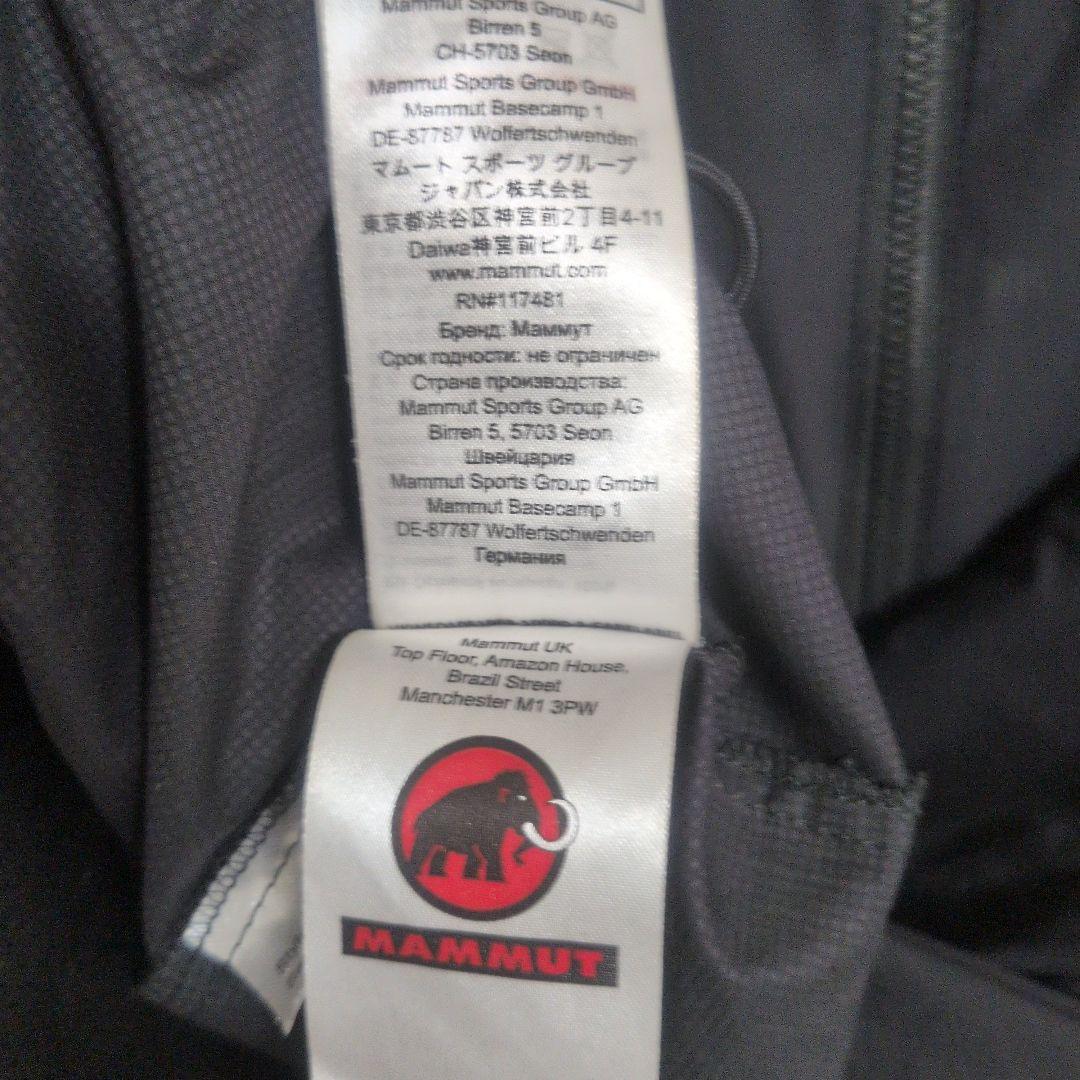 Mammut Sports Group AG
Birren 5
CH-5703 Seon
Mammut Sports Group GmbH
Mammut Basecamp 1
DE-87787 Wolfertschwenden
マムート スポーツ グループ
ジャパン株式会社
東京都渋谷区神宮前2丁目4-11
Daiwa神宮前ビル 4F
www.mammut.com
RN#117481
Бренд: Маммут
Срок годности: не ограничен
Страна производства:
Mammut Sports Group AG
Birren 5, 5703 Seon
Швейцария
Mammut Sports Group GmbH
Mammut Basecamp 1
DE-87787 Wolfertschwenden
Германия
Mammut UK
Top Floor, Amazon House,
Brazil Street
Manchester M1 3PW
MAMMUT